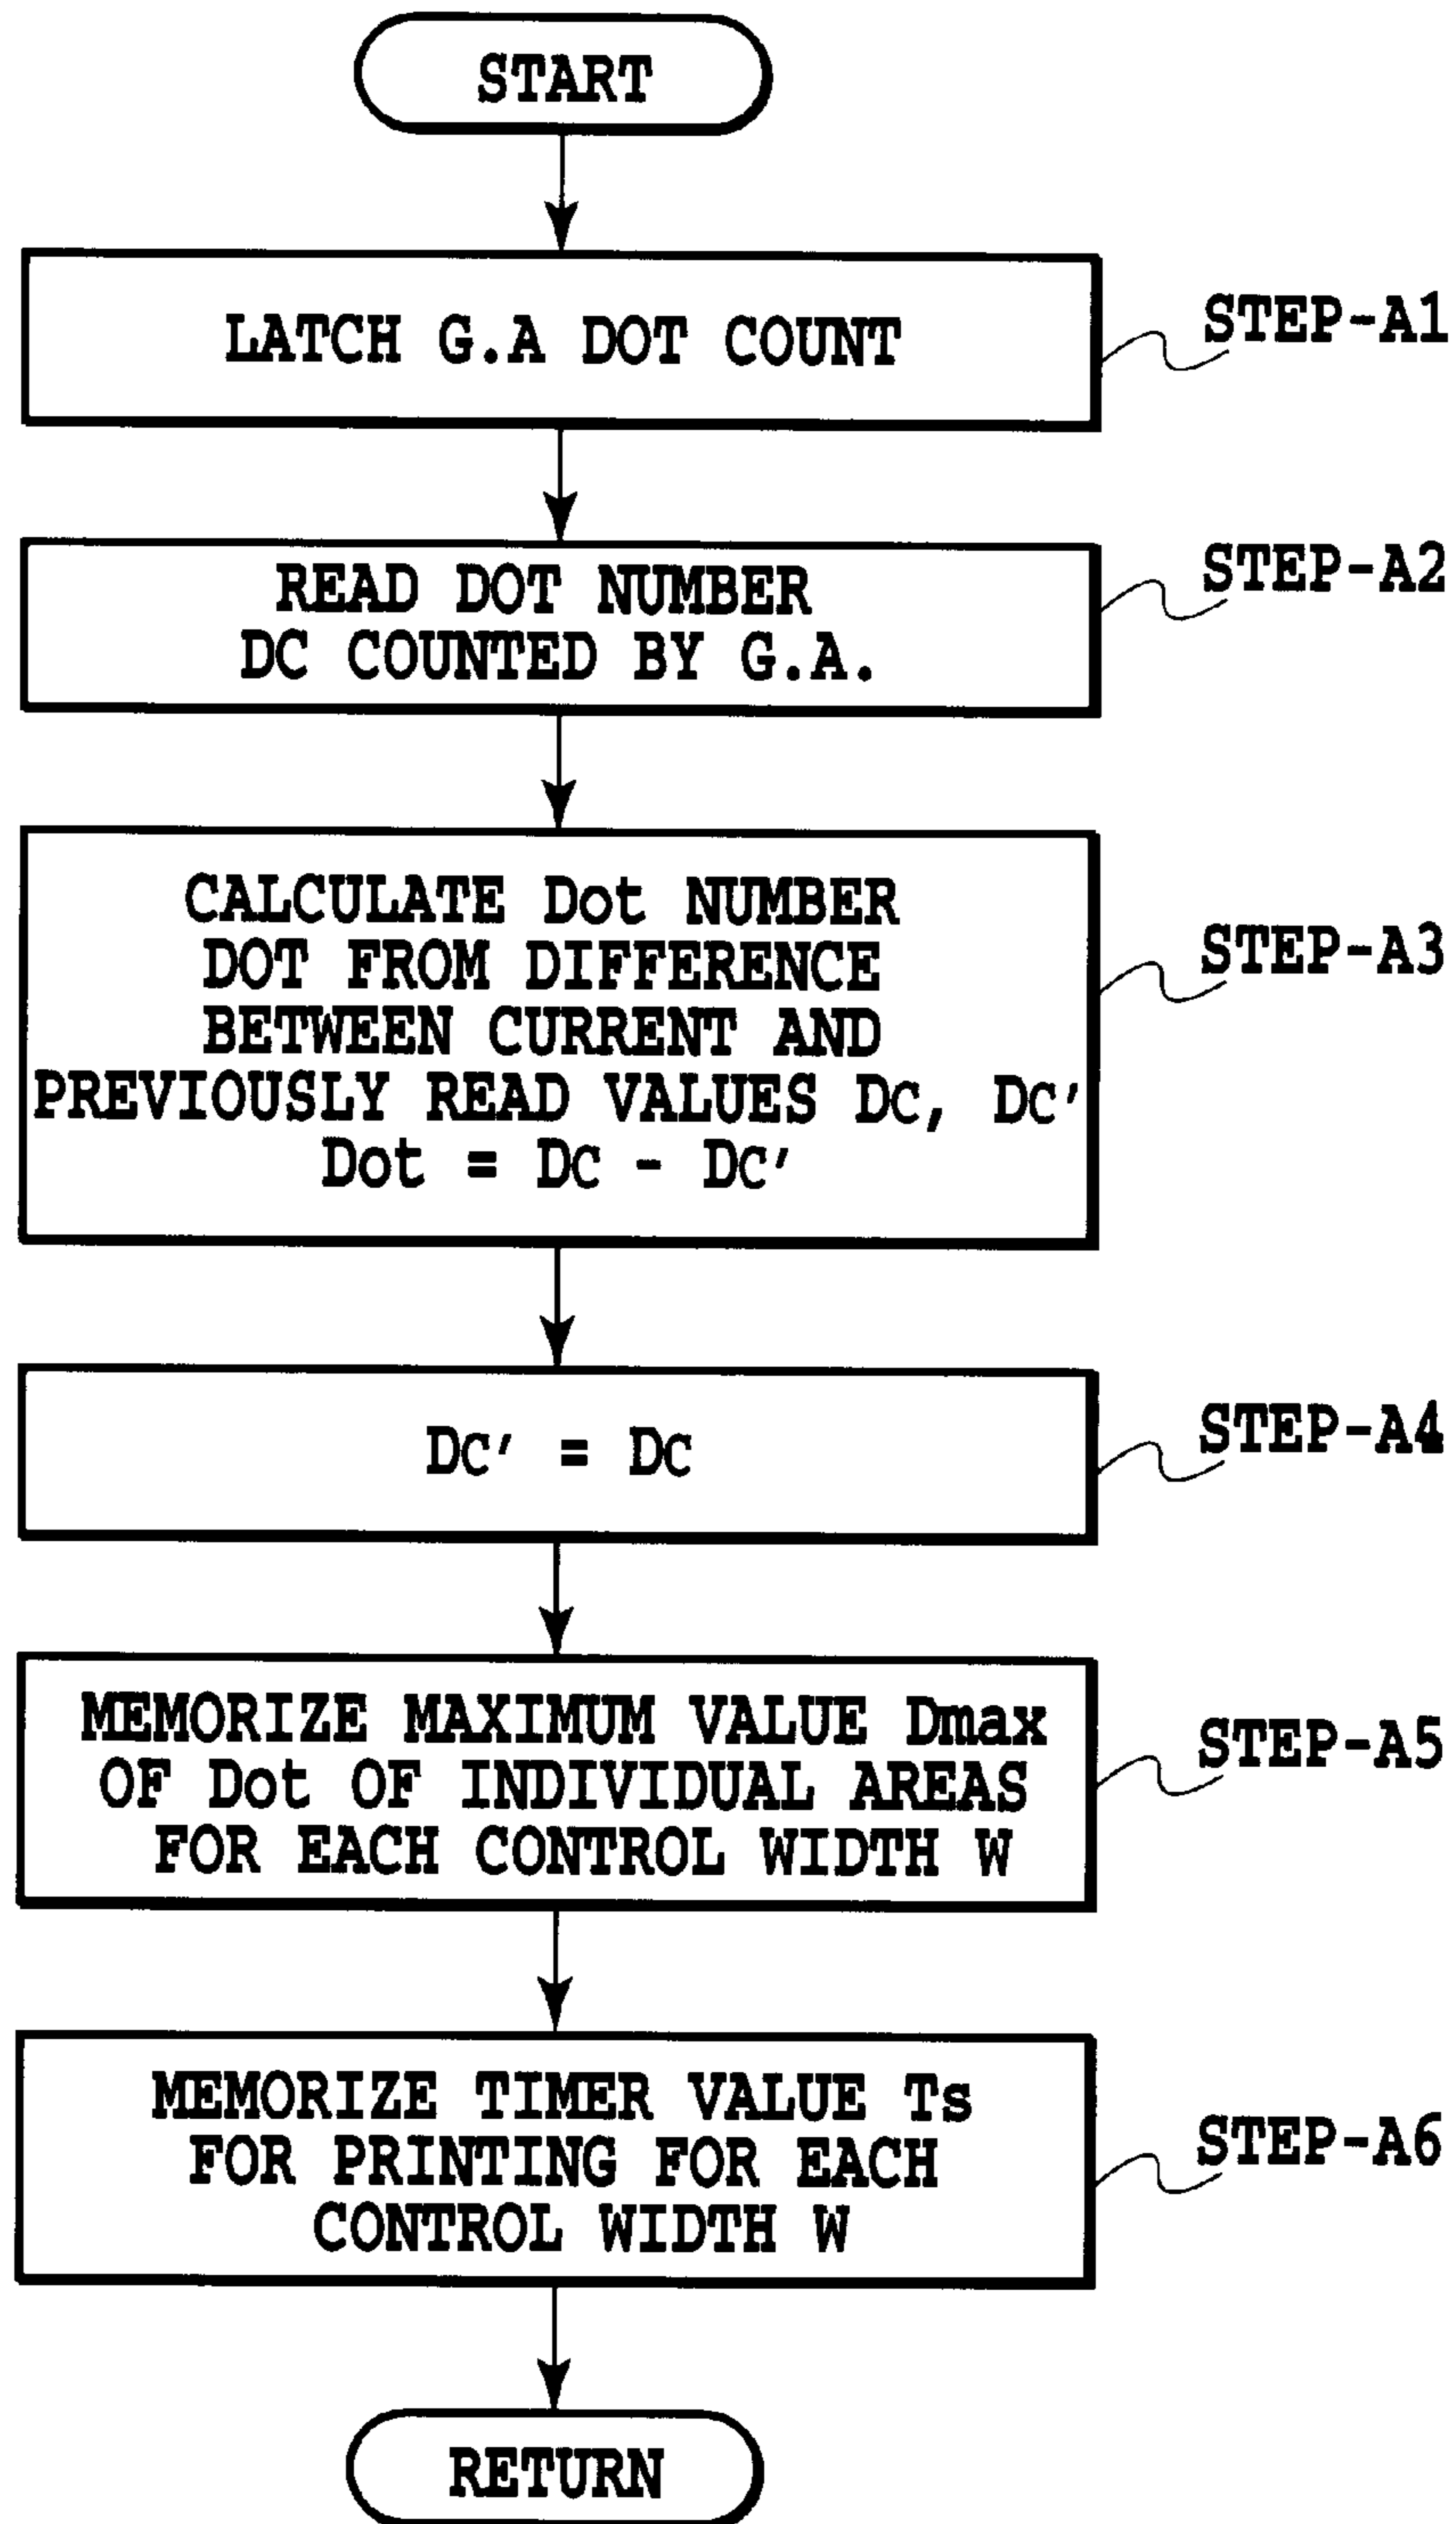 START
LATCH G.A DOT COUNT
STEP-A1
READ DOT NUMBER
DC COUNTED BY G.A.
STEP-A2
CALCULATE Dot NUMBER
DOT FROM DIFFERENCE
BETWEEN CURRENT AND
PREVIOUSLY READ VALUES DC, DC'
Dot = DC - DC'
STEP-A3
DC' = DC
STEP-A4
MEMORIZE MAXIMUM VALUE Dmax
OF Dot OF INDIVIDUAL AREAS
FOR EACH CONTROL WIDTH W
STEP-A5
MEMORIZE TIMER VALUE Ts
FOR PRINTING FOR EACH
CONTROL WIDTH W
STEP-A6
RETURN